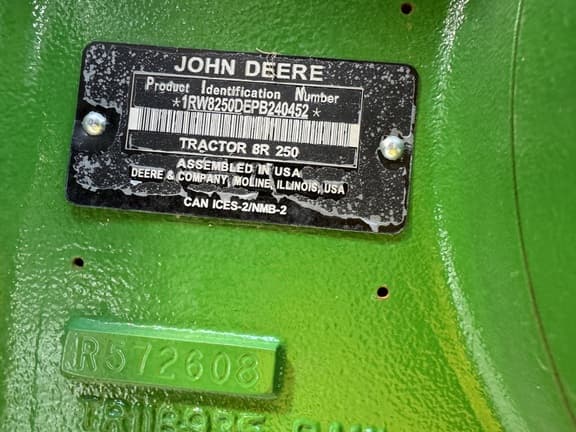 JOHN DEERE
Product Identification Number
*1RW8250DEPB240452*
TRACTOR 8R 250
ASSEMBLED IN USA
DEERE & COMPANY, MOLINE, ILLINOIS, USA
CAN ICES-2/NMB-2
R572608